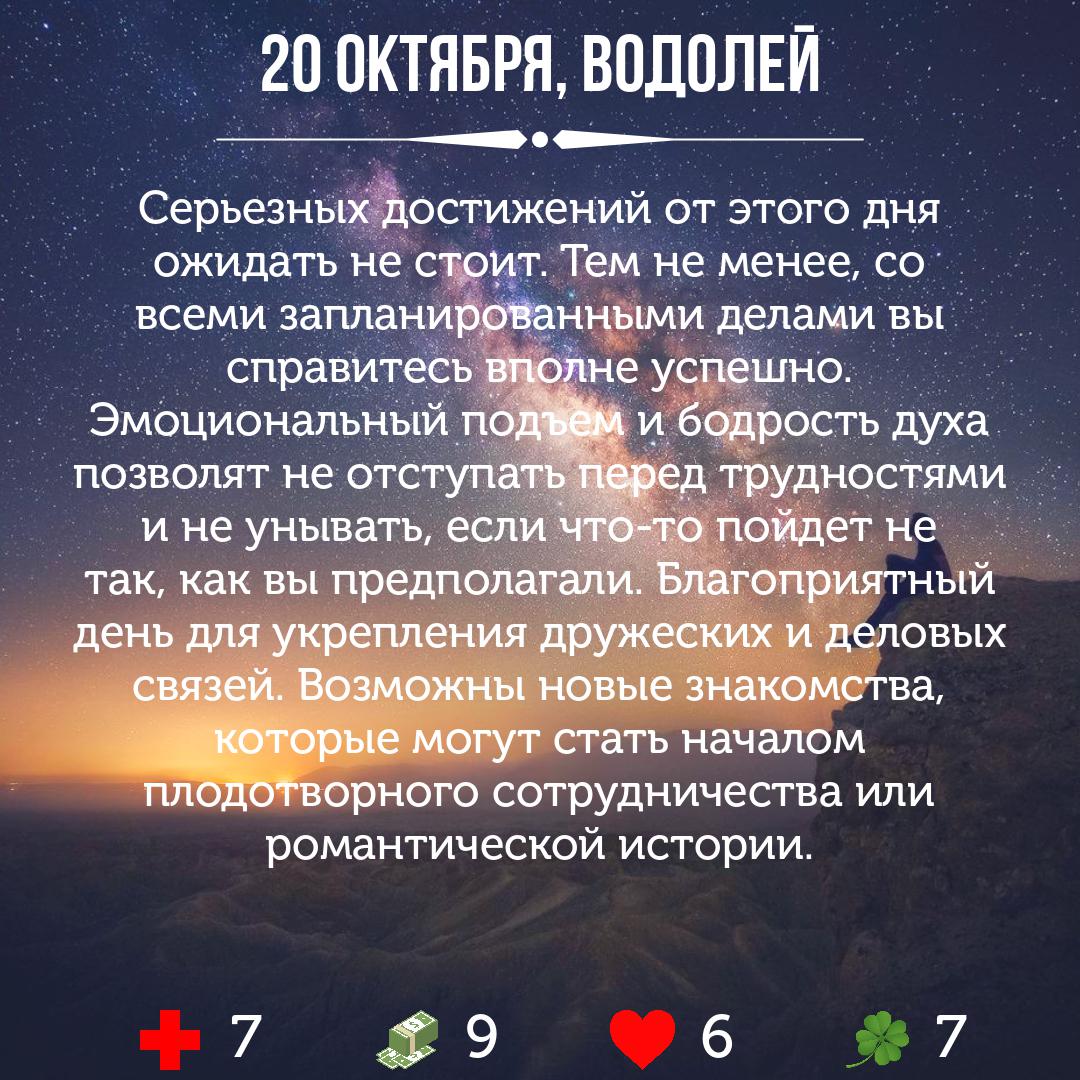 20 ОКТЯБРЯ, ВОДОЛЕЙ
Серьезных достижений от этого дня
ожидать не стоит. Тем не менее, со
всеми запланированными делами вы
справитесь вполне успешно.
Эмоциональный подъем и бодрость духа
позволят не отступать перед трудностями
и не унывать, если что-то пойдет не
так, как вы предполагали. Благоприятный
день для укрепления дружеских и деловых
связей. Возможны новые знакомства,
которые могут стать началом
плодотворного сотрудничества или
романтической истории.
7 9 6 7